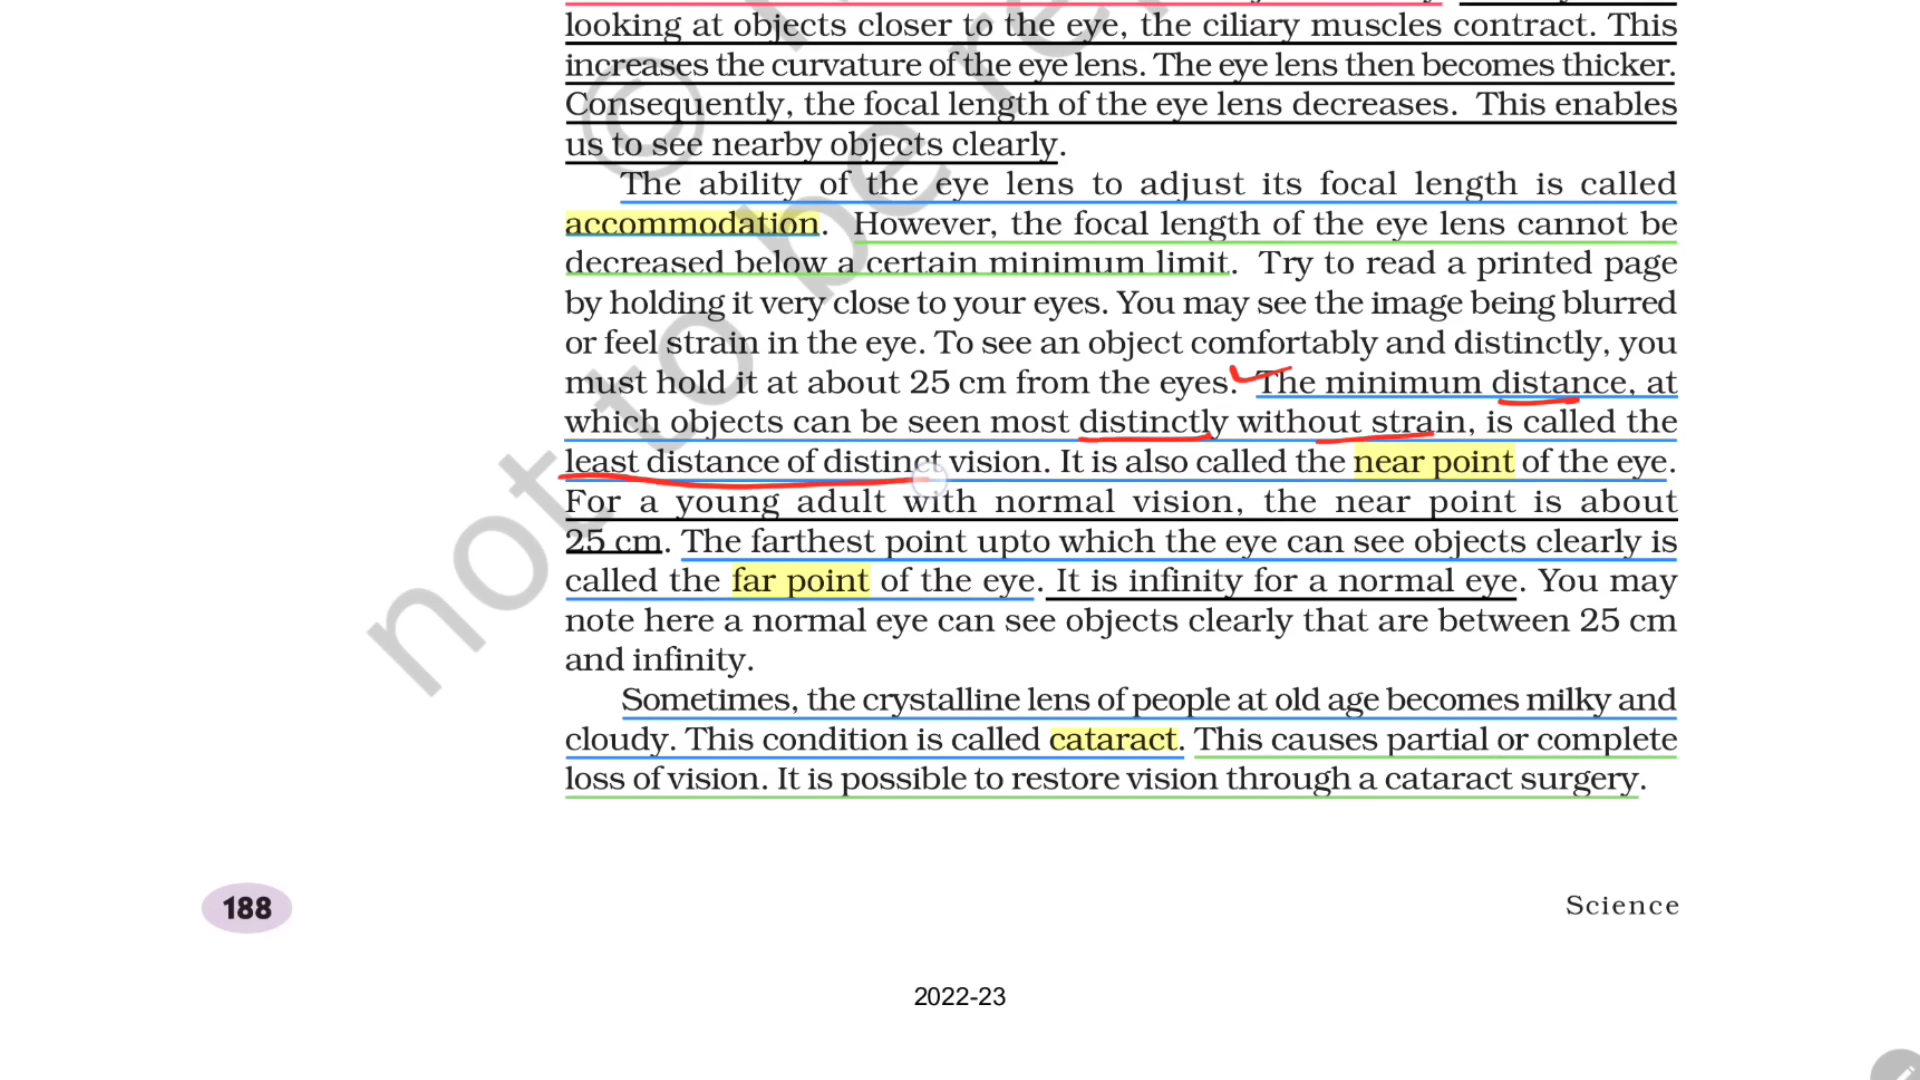 looking at objects closer to the eye, the ciliary muscles contract. This
increases the curvature of the eye lens. The eye lens then becomes thicker.
Consequently, the focal length of the eye lens decreases. This enables
us to see nearby objects clearly.
The ability of the eye lens to adjust its focal length is called
accommodation. However, the focal length of the eye lens cannot be
decreased below a certain minimum limit. Try to read a printed page
by holding it very close to your eyes. You may see the image being blurred
or feel strain in the eye. To see an object comfortably and distinctly, you
must hold it at about 25 cm from the eyes. The minimum distance, at
which objects can be seen most distinctly without strain, is called the
least distance of distinct vision. It is also called the near point of the eye.
For a young adult with normal vision, the near point is about
25 cm. The farthest point upto which the eye can see objects clearly is
called the far point of the eye. It is infinity for a normal eye. You may
note here a normal eye can see objects clearly that are between 25 cm
and infinity.
Sometimes, the crystalline lens of people at old age becomes milky and
cloudy. This condition is called cataract. This causes partial or complete
loss of vision. It is possible to restore vision through a cataract surgery.
188
Science
2022-23
©
not to be